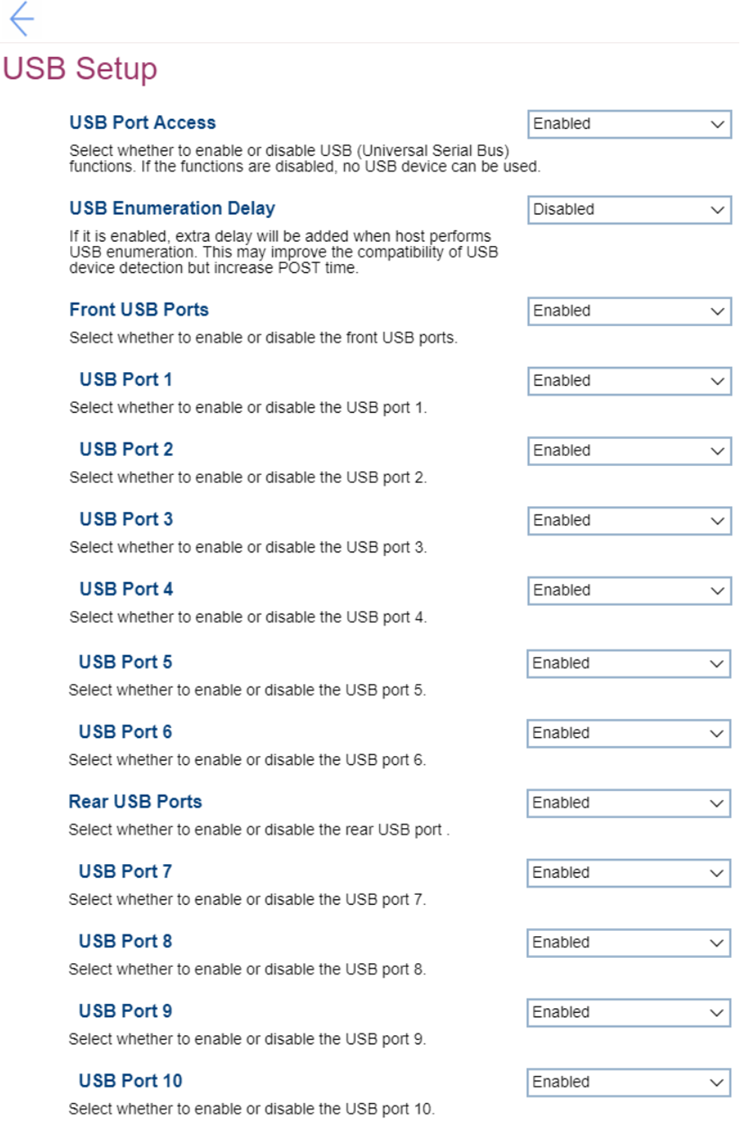 USB Setup
USB Port Access
Enabled
Select whether to enable or disable USB (Universal Serial Bus)
functions. If the functions are disabled, no USB device can be used.
USB Enumeration Delay
Disabled
If it is enabled, extra delay will be added when host performs
USB enumeration. This may improve the compatibility of USB
device detection but increase POST time.
Front USB Ports
Enabled
Select whether to enable or disable the front USB ports.
USB Port 1
Enabled
Select whether to enable or disable the USB port 1.
USB Port 2
Enabled
Select whether to enable or disable the USB port 2.
USB Port 3
Enabled
Select whether to enable or disable the USB port 3.
USB Port 4
Enabled
Select whether to enable or disable the USB port 4.
USB Port 5
Enabled
Select whether to enable or disable the USB port 5.
USB Port 6
Enabled
Select whether to enable or disable the USB port 6.
Rear USB Ports
Enabled
Select whether to enable or disable the rear USB port .
USB Port 7
Enabled
Select whether to enable or disable the USB port 7.
USB Port 8
Enabled
Select whether to enable or disable the USB port 8.
USB Port 9
Enabled
Select whether to enable or disable the USB port 9.
USB Port 10
Enabled
Select whether to enable or disable the USB port 10.